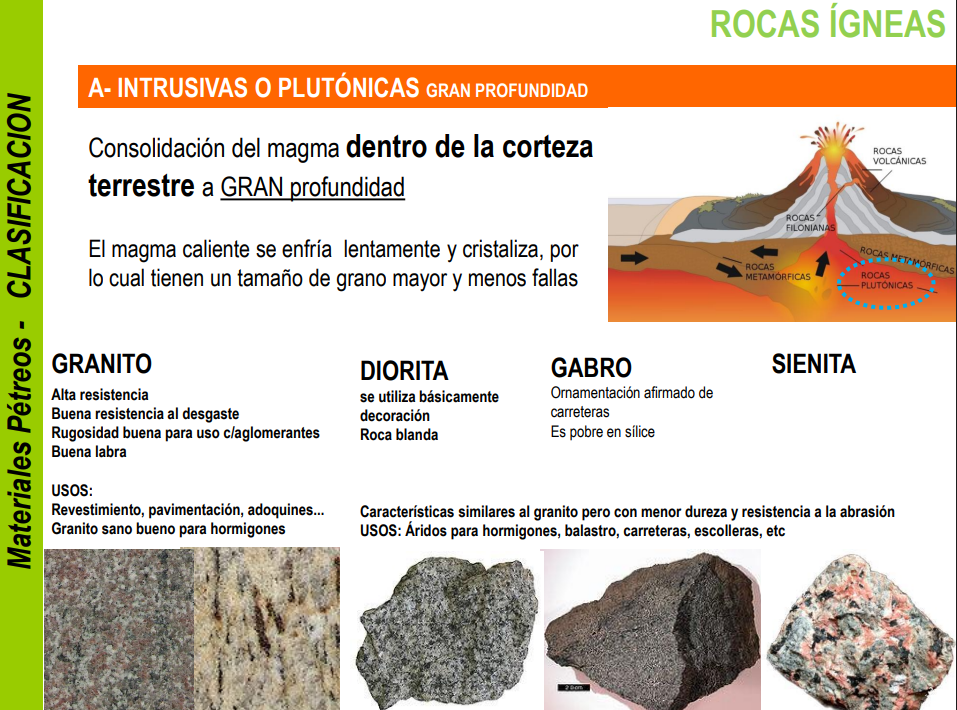 ROCAS ÍGNEAS
Materiales Pétreos - CLASIFICACION
A- INTRUSIVAS O PLUTÓNICAS GRAN PROFUNDIDAD
Consolidación del magma dentro de la corteza
terrestre a GRAN profundidad
El magma caliente se enfría lentamente y cristaliza, por
lo cual tienen un tamaño de grano mayor y menos fallas
ROCAS
VOLCÁNICAS
ROCAS
FILONIANAS
ROCAS METAMÓRFICAS
ROCAS
METAMÓRFICAS
ROCAS
PLUTÓNICAS
GRANITO
Alta resistencia
Buena resistencia al desgaste
Rugosidad buena para uso c/aglomerantes
Buena labra
USOS:
Revestimiento, pavimentación, adoquines...
Granito sano bueno para hormigones
DIORITA
se utiliza básicamente
decoración
Roca blanda
GABRO
Ornamentación afirmado de
carreteras
Es pobre en sílice
SIENITA
Características similares al granito pero con menor dureza y resistencia a la abrasión
USOS: Áridos para hormigones, balastro, carreteras, escolleras, etc